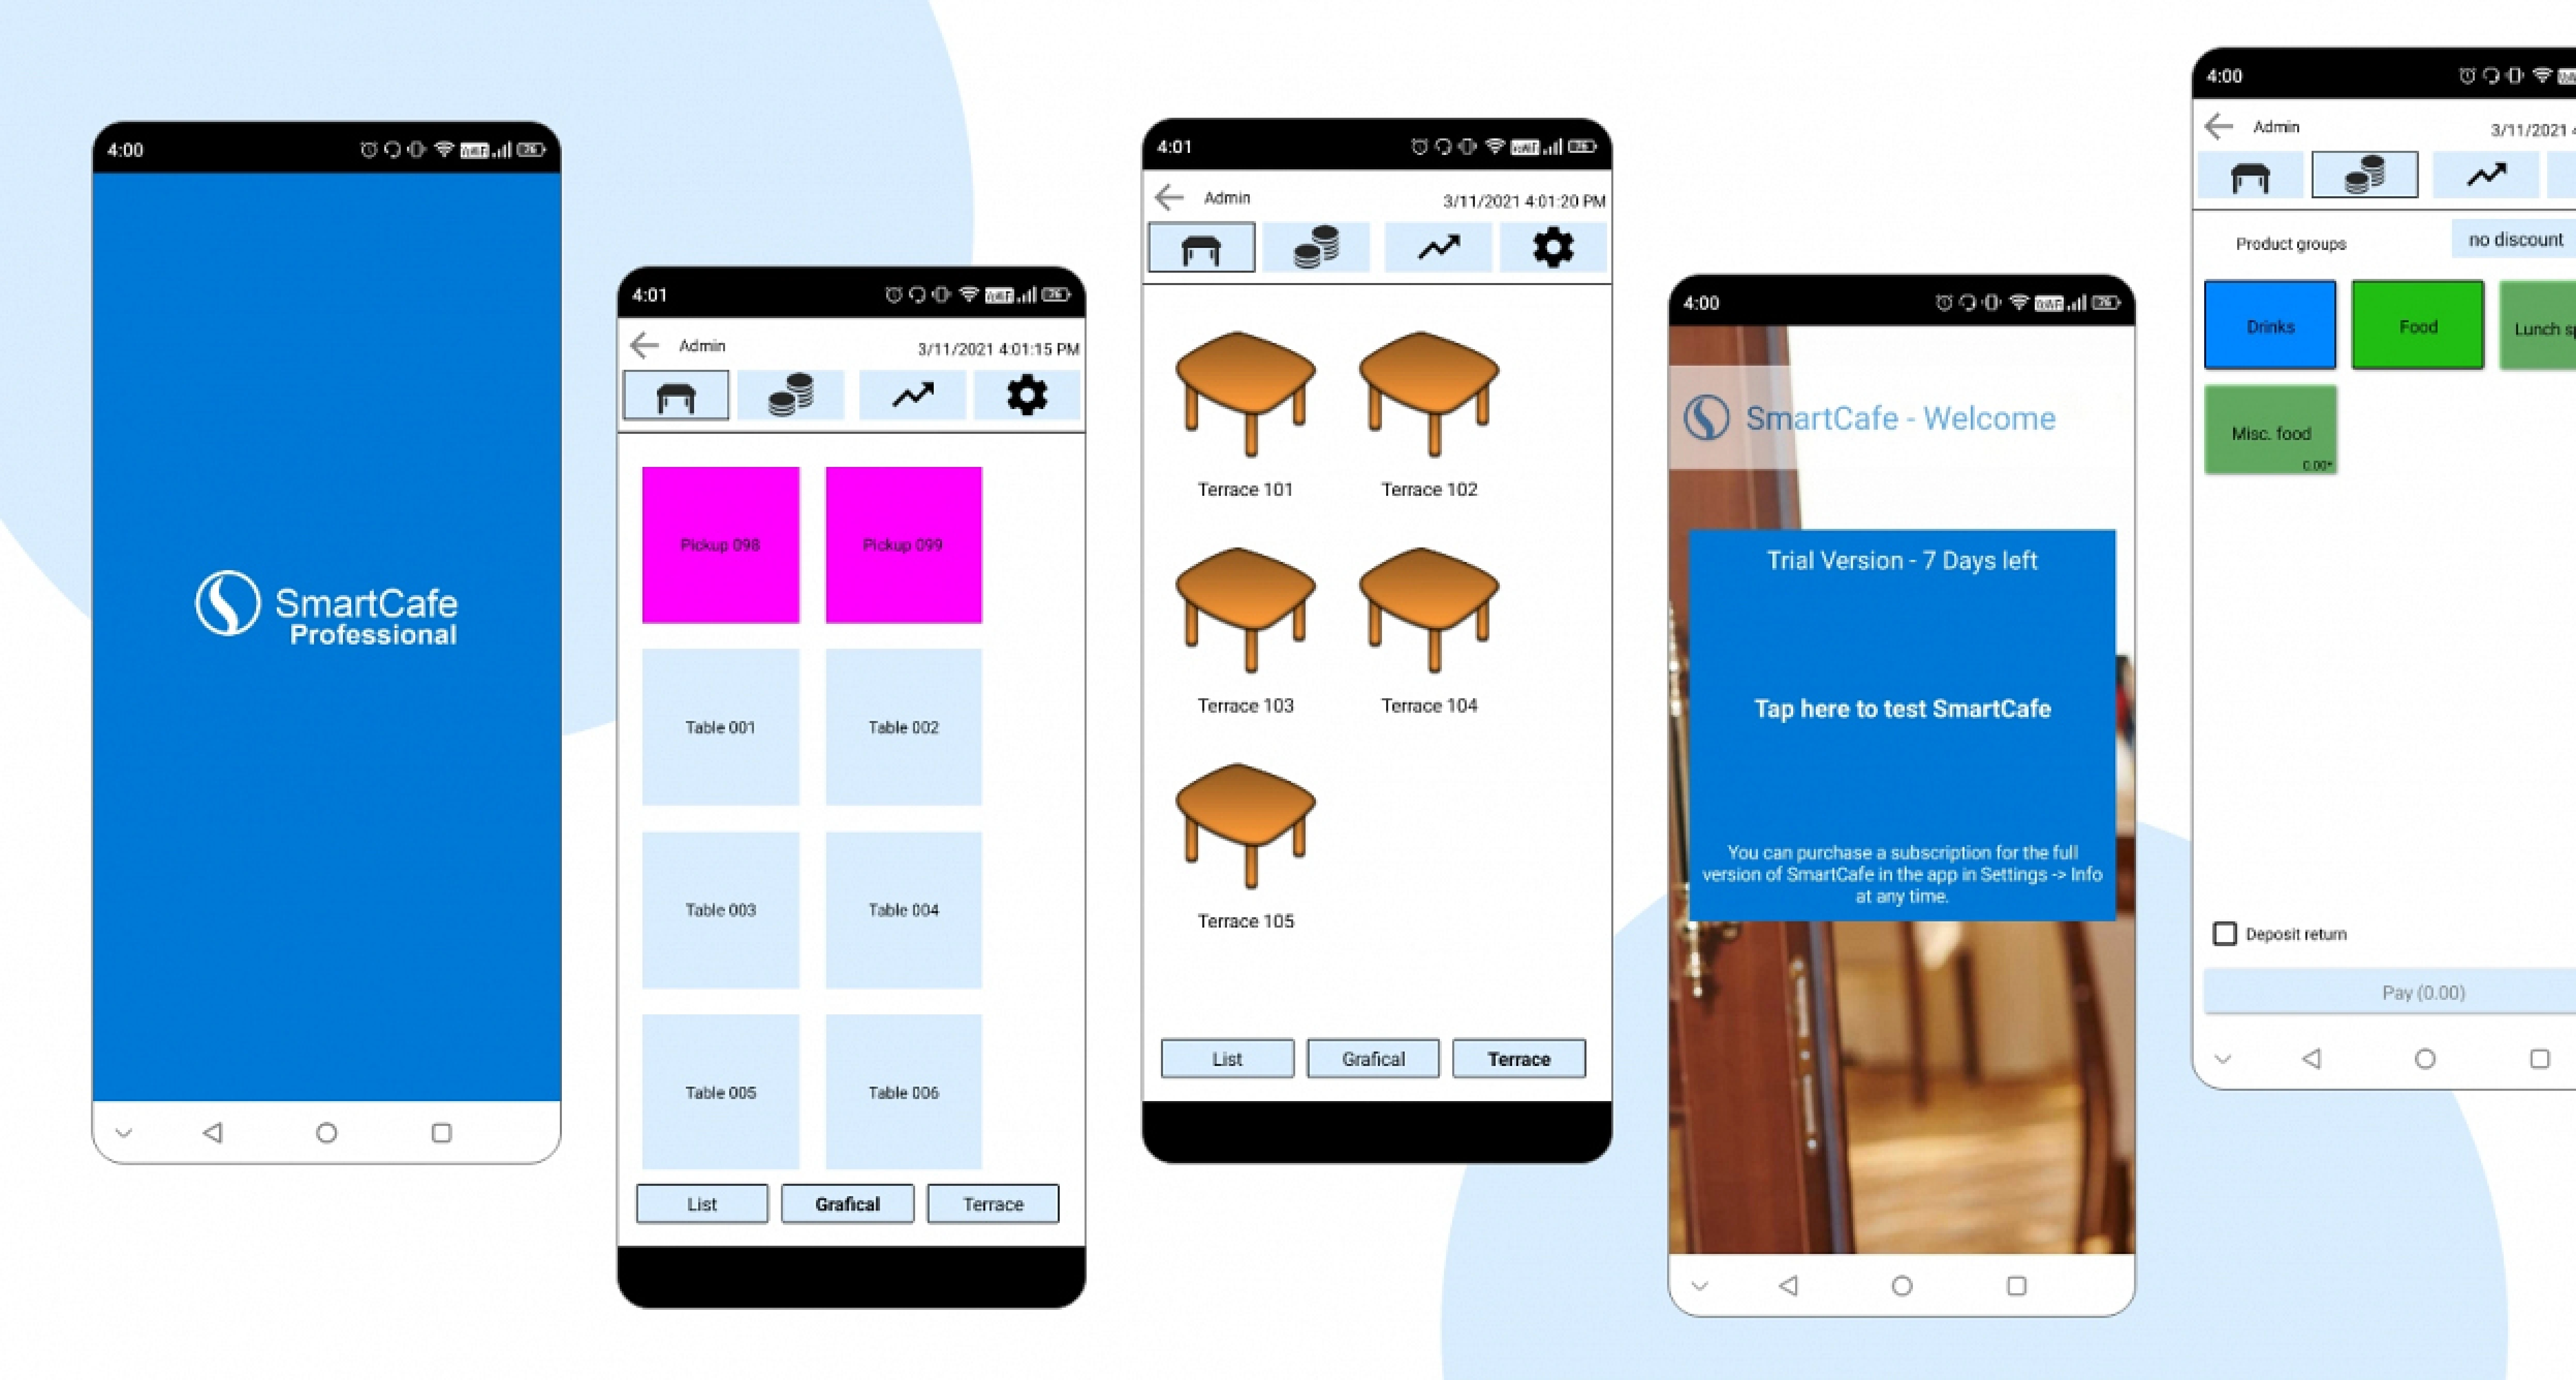 4:00
SmartCafe
Professional
4:01
Admin
3/11/2021 4:01:15 PM
Pickup 098
Pickup 099
Table 001
Table 002
Table 003
Table 004
Table 005
Table 006
List
Grafical
Terrace
4:01
Admin
3/11/2021 4:01:20 PM
Terrace 101
Terrace 102
Terrace 103
Terrace 104
Terrace 105
List
Grafical
Terrace
4:00
SmartCafe - Welcome
Trial Version - 7 Days left
Tap here to test SmartCafe
You can purchase a subscription for the full
version of SmartCafe in the app in Settings -> Info
at any time.
4:00
Admin
3/11/2021
Product groups
no discount
Drinks
Food
Lunch
Misc. food
0.00*
Deposit return
Pay (0.00)